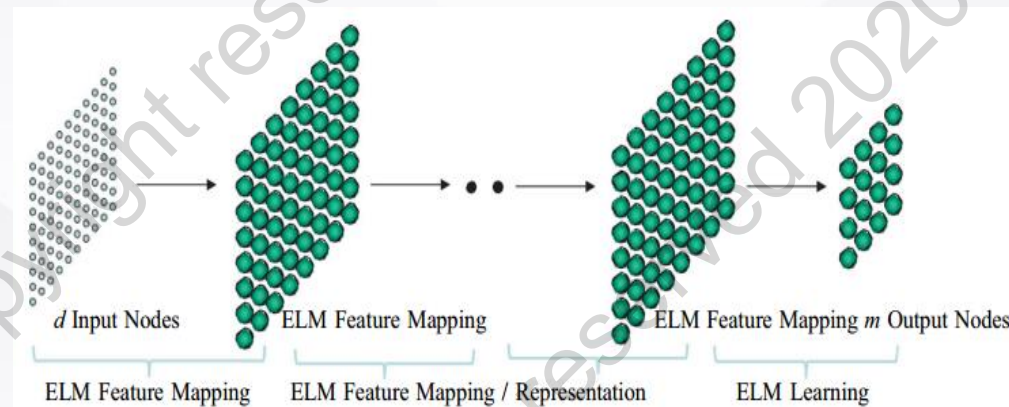 d Input Nodes
ELM Feature Mapping
ELM Feature Mapping m Output Nodes
ELM Feature Mapping
ELM Feature Mapping / Representation
ELM Learning